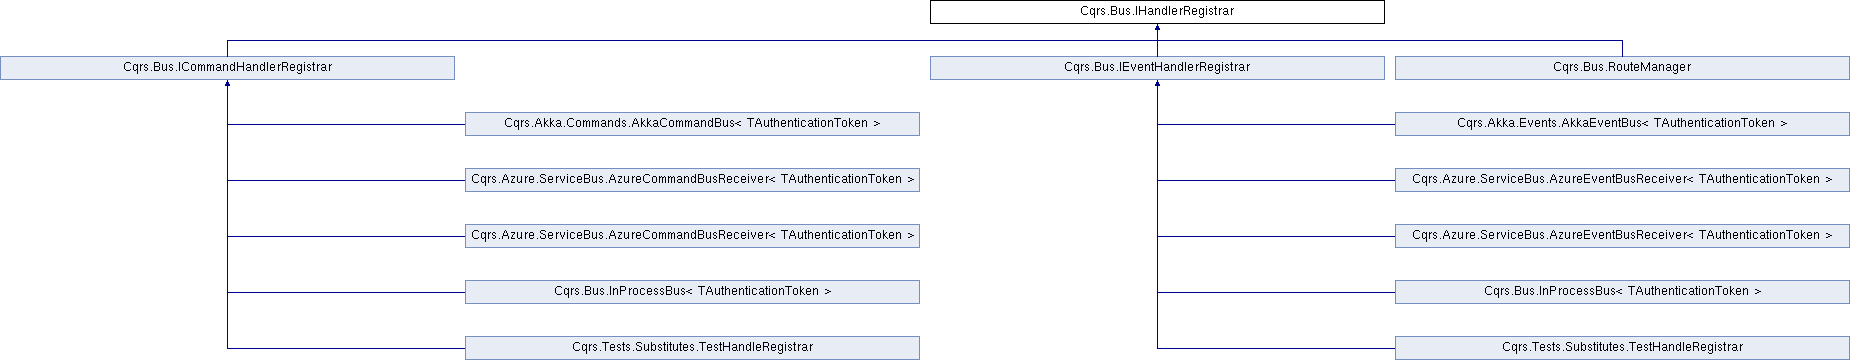 Cqrs.Bus.IHandlerRegistrar
Cqrs.Bus.ICommandHandlerRegistrar
Cqrs.Bus.IEventHandlerRegistrar
Cqrs.Bus.RouteManager
Cqrs.Akka.Commands.AkkaCommandBus< TAuthenticationToken >
Cqrs.Akka.Events.AkkaEventBus< TAuthenticationToken >
Cqrs.Azure.ServiceBus.AzureCommandBusReceiver< TAuthenticationToken >
Cqrs.Azure.ServiceBus.AzureEventBusReceiver< TAuthenticationToken >
Cqrs.Azure.ServiceBus.AzureCommandBusReceiver< TAuthenticationToken >
Cqrs.Azure.ServiceBus.AzureEventBusReceiver< TAuthenticationToken >
Cqrs.Bus.InProcessBus< TAuthenticationToken >
Cqrs.Bus.InProcessBus< TAuthenticationToken >
Cqrs.Tests.Substitutes.TestHandleRegistrar
Cqrs.Tests.Substitutes.TestHandleRegistrar